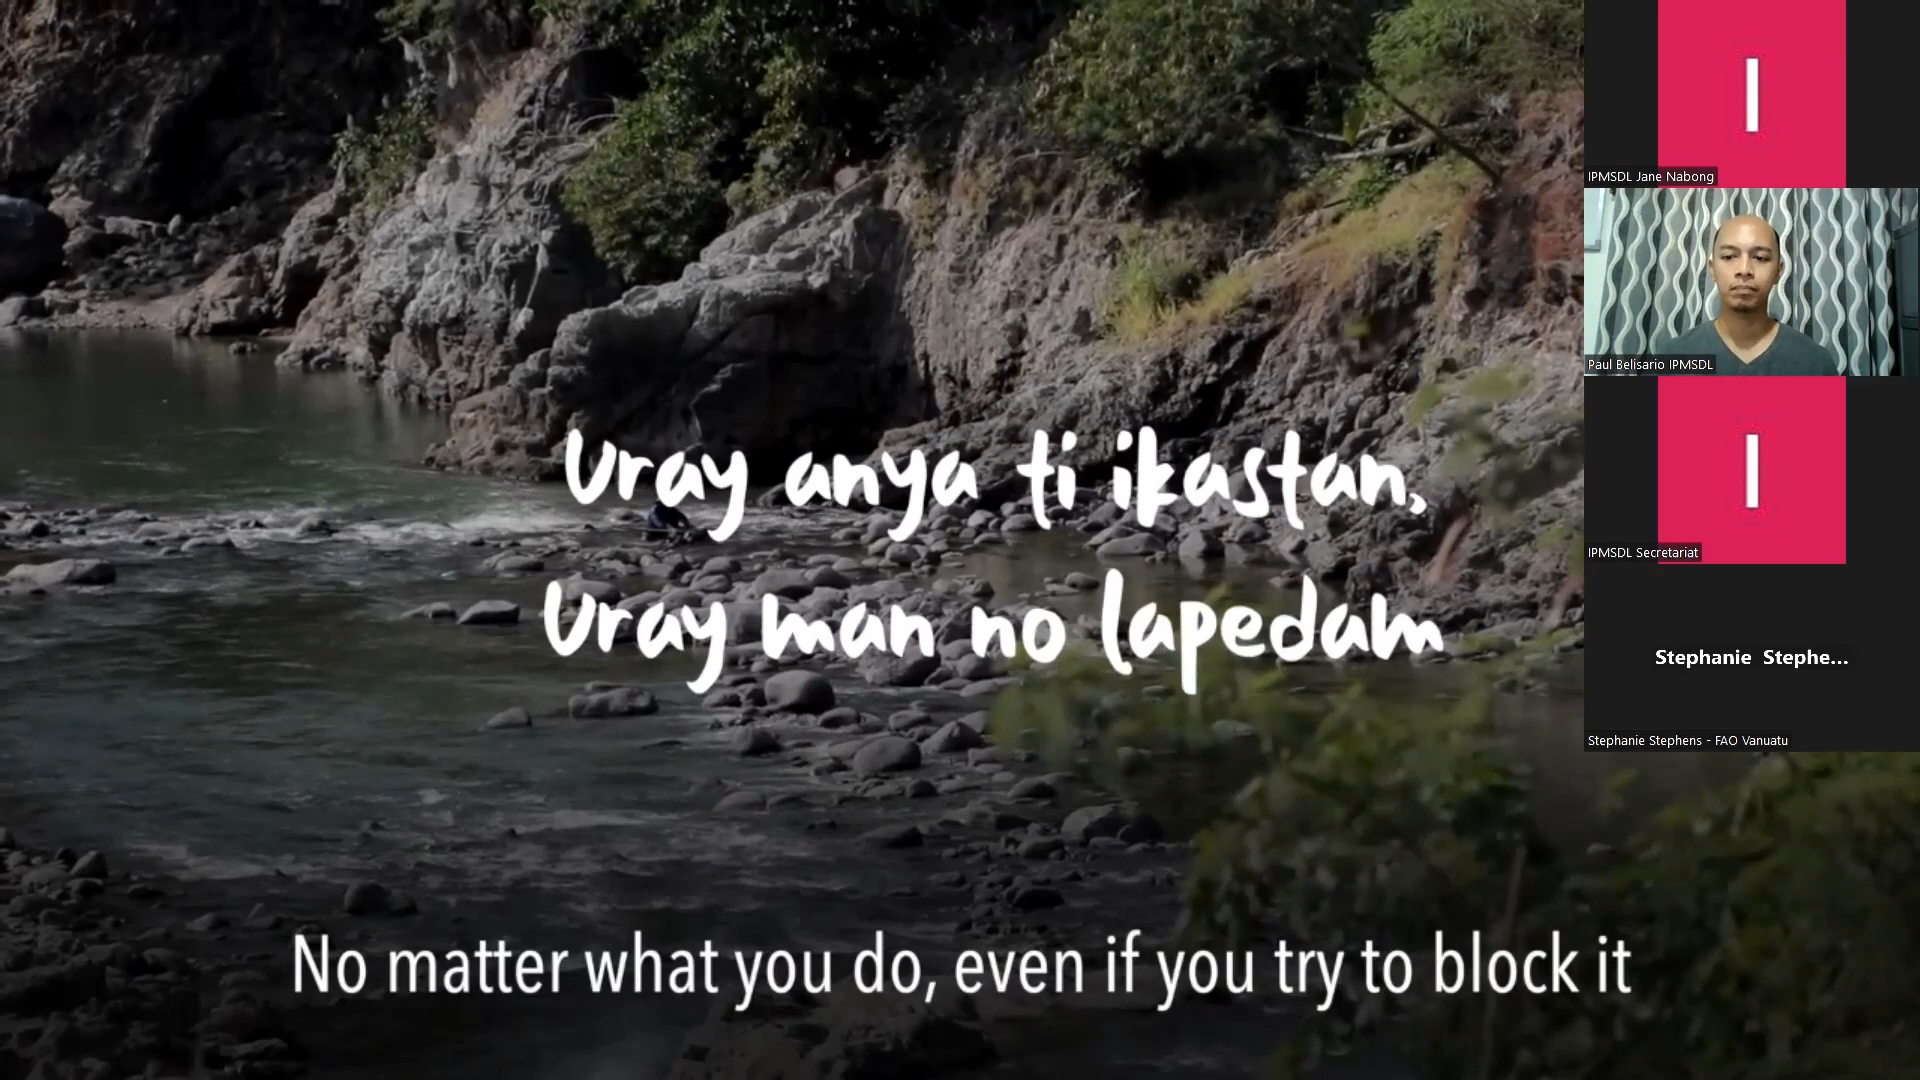 Uray anya ti ikastan,
Uray man no lapedam
No matter what you do, even if you try to block it
I
IPMSDL Jane Nabong
Paul Belisario IPMSDL
I
IPMSDL Secretariat
Stephanie Stephe...
Stephanie Stephens - FAO Vanuatu